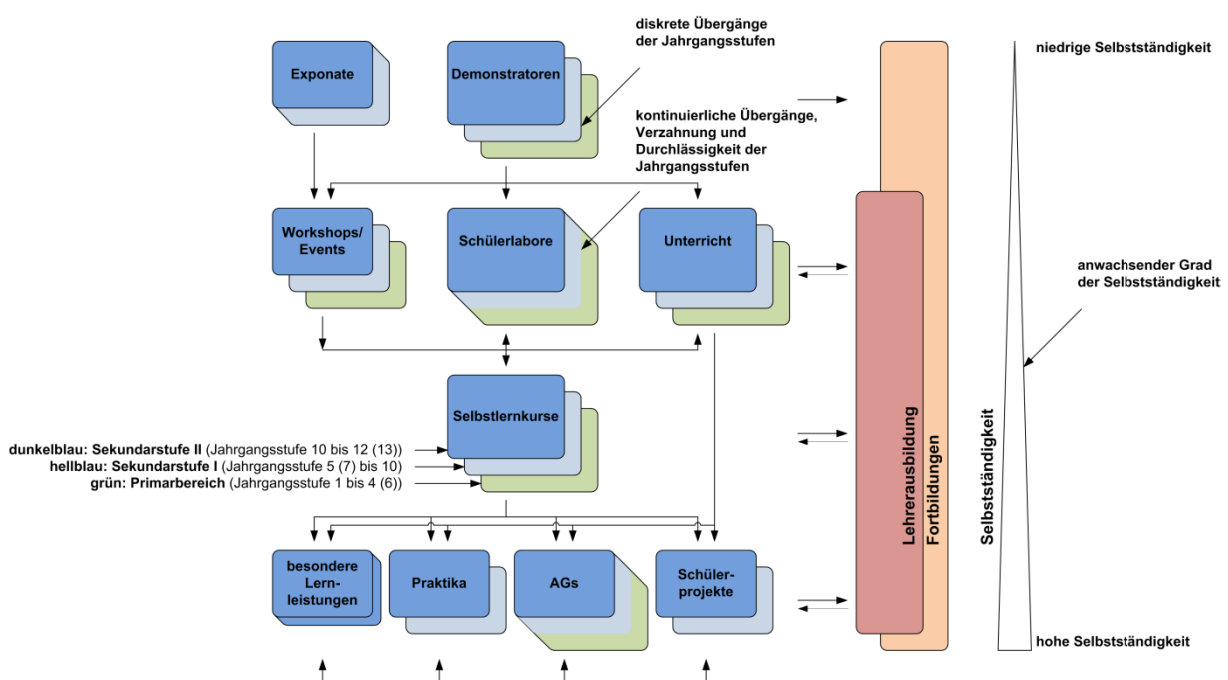 diskrete Übergänge
der Jahrgangsstufen
niedrige Selbstständigkeit
Exponate
Demonstratoren
kontinuierliche Übergänge,
Verzahnung und
Durchlässigkeit der
Jahrgangsstufen
Workshops/
Events
Schülerlabore
Unterricht
anwachsender Grad
der Selbstständigkeit
Selbstlernkurse
dunkelblau: Sekundarstufe II (Jahrgangsstufe 10 bis 12 (13))
hellblau: Sekundarstufe I (Jahrgangsstufe 5 (7) bis 10)
grün: Primarbereich (Jahrgangsstufe 1 bis 4 (6))
Lehrerausbildung
Fortbildungen
Selbstständigkeit
besondere
Lern-
leistungen
Praktika
AGs
Schüler-
projekte
hohe Selbstständigkeit